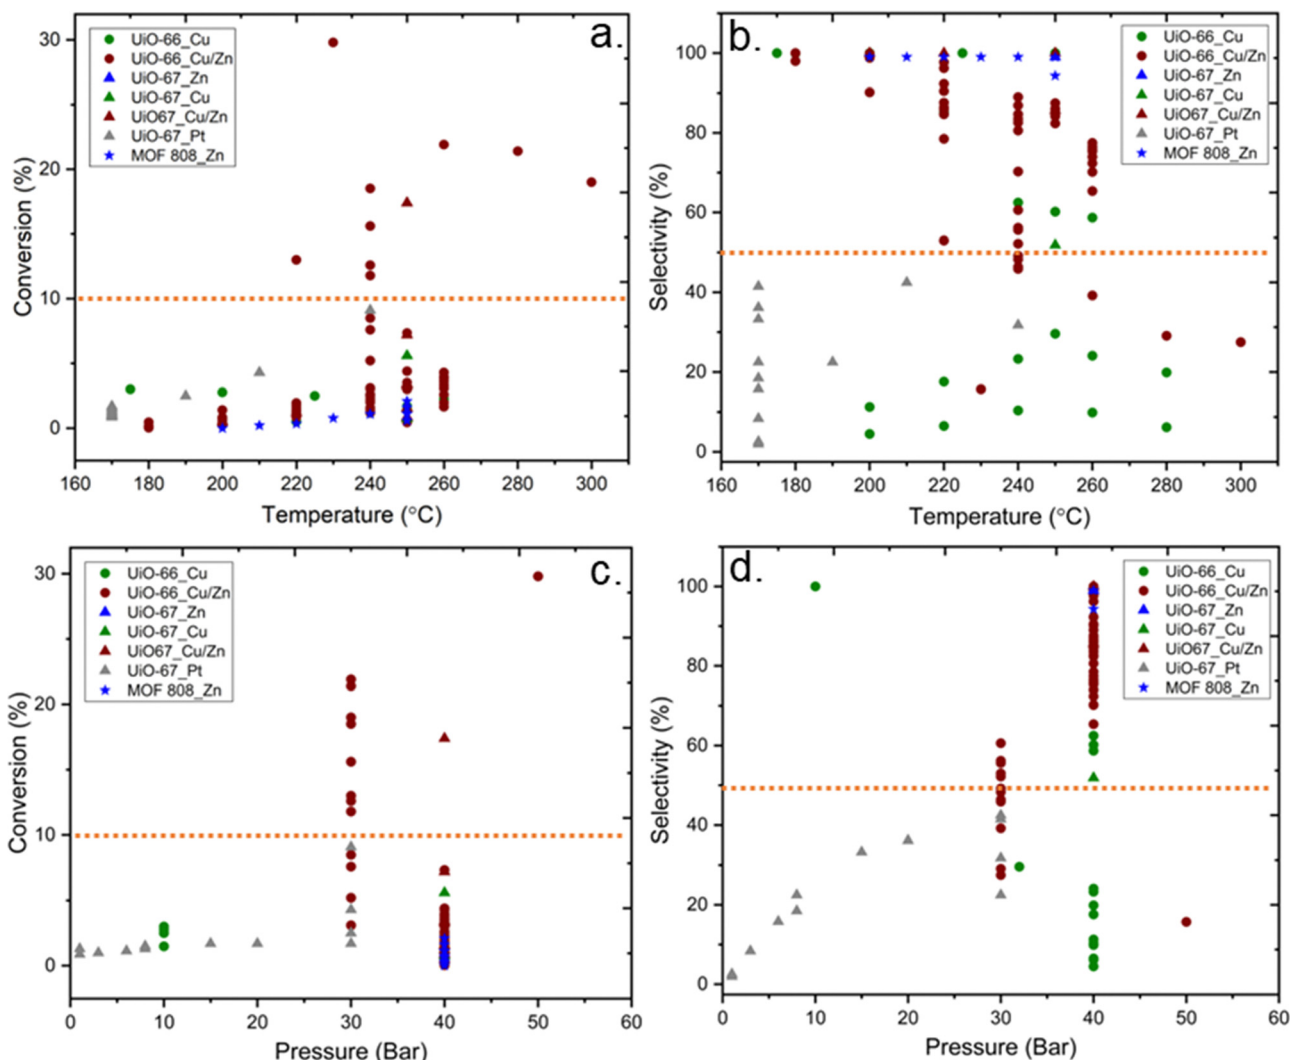 a.
UiO-66_Cu
UiO-66_Cu/Zn
UiO-67_Zn
UiO-67_Cu
UiO67_Cu/Zn
UiO-67_Pt
MOF 808_Zn
30
20
10
0
Conversion (%)
160 180 200 220 240 260 280 300
Temperature (°C)
b.
UiO-66_Cu
UiO-66_Cu/Zn
UiO-67_Zn
UiO-67_Cu
UiO67_Cu/Zn
UiO-67_Pt
MOF 808_Zn
100
80
60
40
20
0
Selectivity (%)
160 180 200 220 240 260 280 300
Temperature (°C)
c.
UiO-66_Cu
UiO-66_Cu/Zn
UiO-67_Zn
UiO-67_Cu
UiO67_Cu/Zn
UiO-67_Pt
MOF 808_Zn
30
20
10
0
Conversion (%)
0 10 20 30 40 50 60
Pressure (Bar)
d.
UiO-66_Cu
UiO-66_Cu/Zn
UiO-67_Zn
UiO-67_Cu
UiO67_Cu/Zn
UiO-67_Pt
MOF 808_Zn
100
80
60
40
20
0
Selectivity (%)
0 10 20 30 40 50 60
Pressure (Bar)